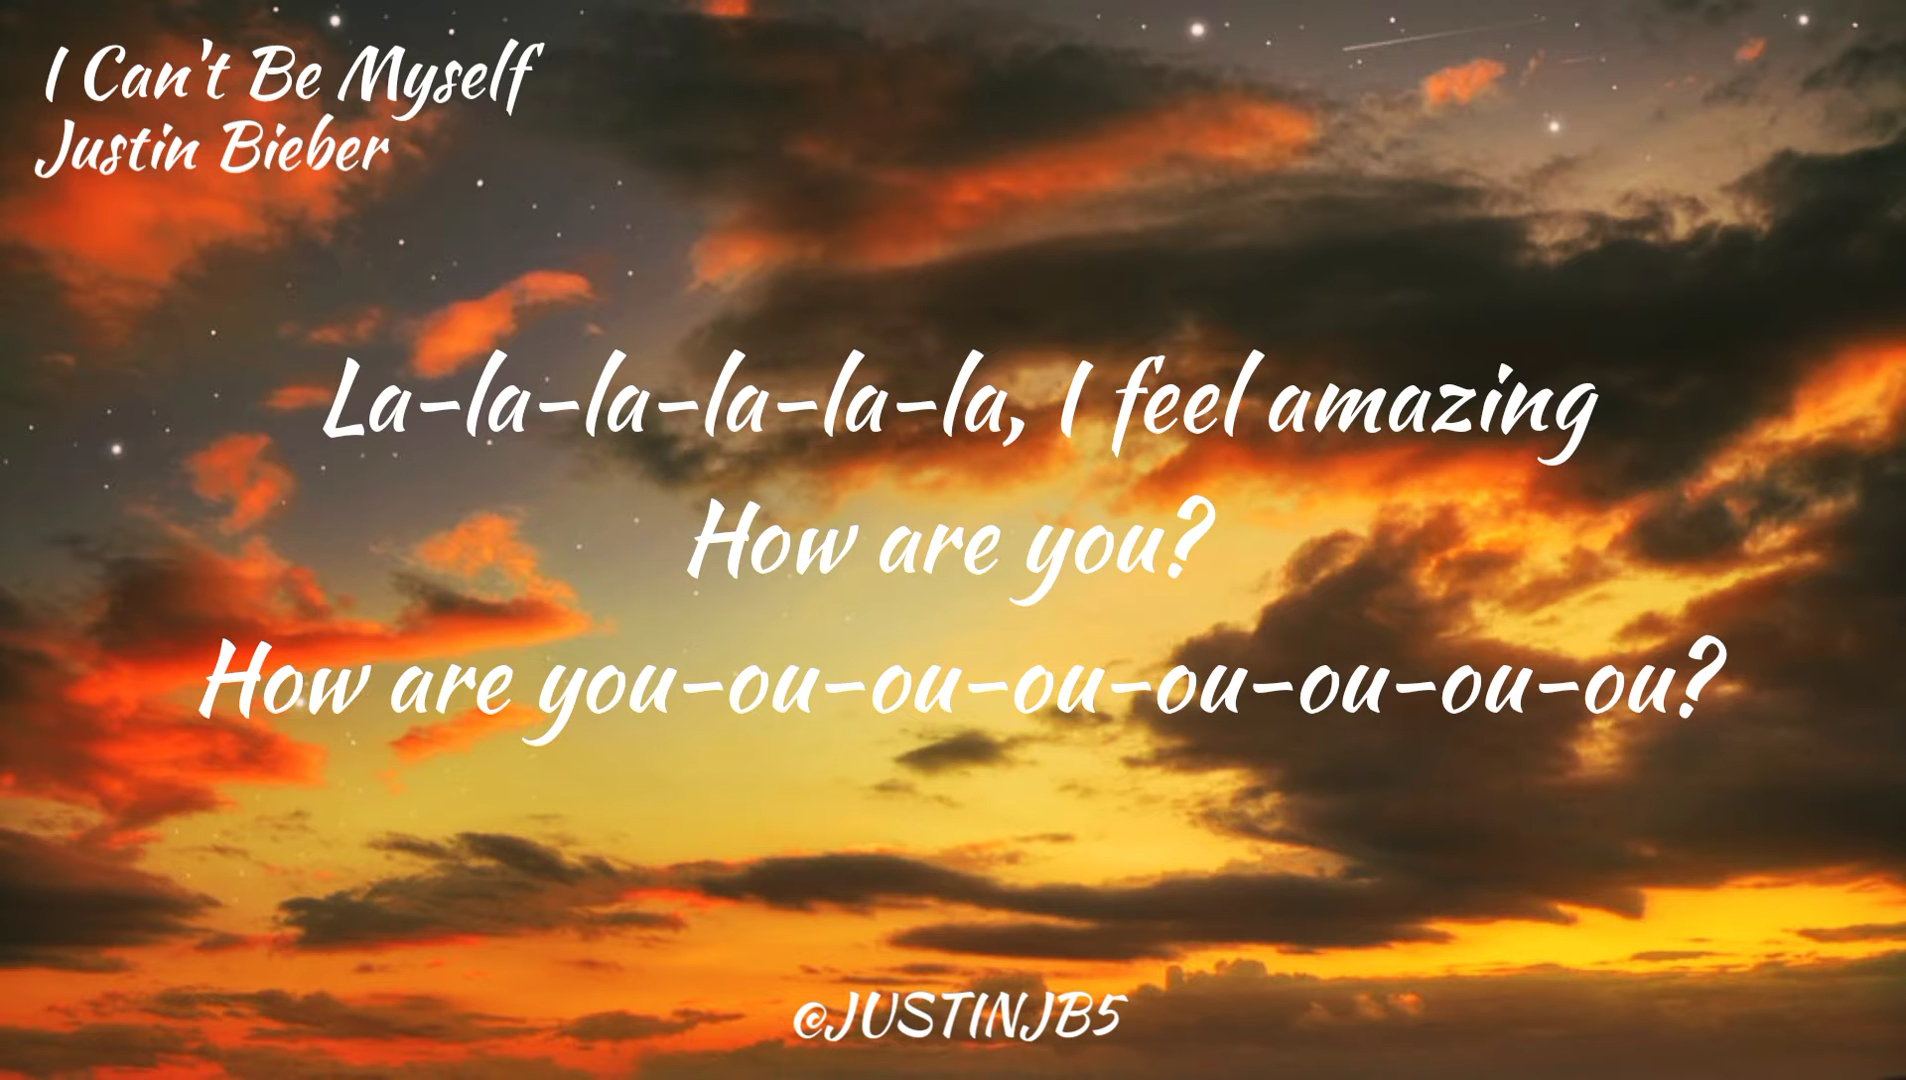 I Can't Be Myself
Justin Bieber
La-la-la-la-la-la, I feel amazing
How are you?
How are you-ou-ou-ou-ou-ou-ou-ou?
@JUSTINJB5